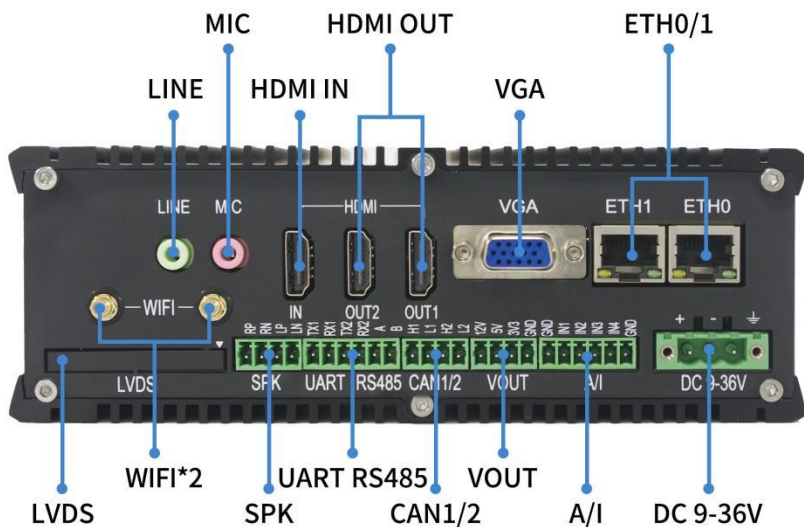 MIC HDMI OUT ETH0/1
LINE HDMI IN VGA
LINE MIC HDMI VGA ETH1 ETH0
WIFI
IN OUT2 OUT1
RP RN LP LN TX1 RX1 TX2 RX2 A B H1 L1 H2 L2 12V 5V 3V3 GND GND IN1 IN2 IN3 IN4 GND
+ -
LVDS SPK UART RS485 CAN1/2 VOUT A/I DC 9-36V
WIFI*2 UART RS485 VOUT
LVDS SPK CAN1/2 A/I DC 9-36V